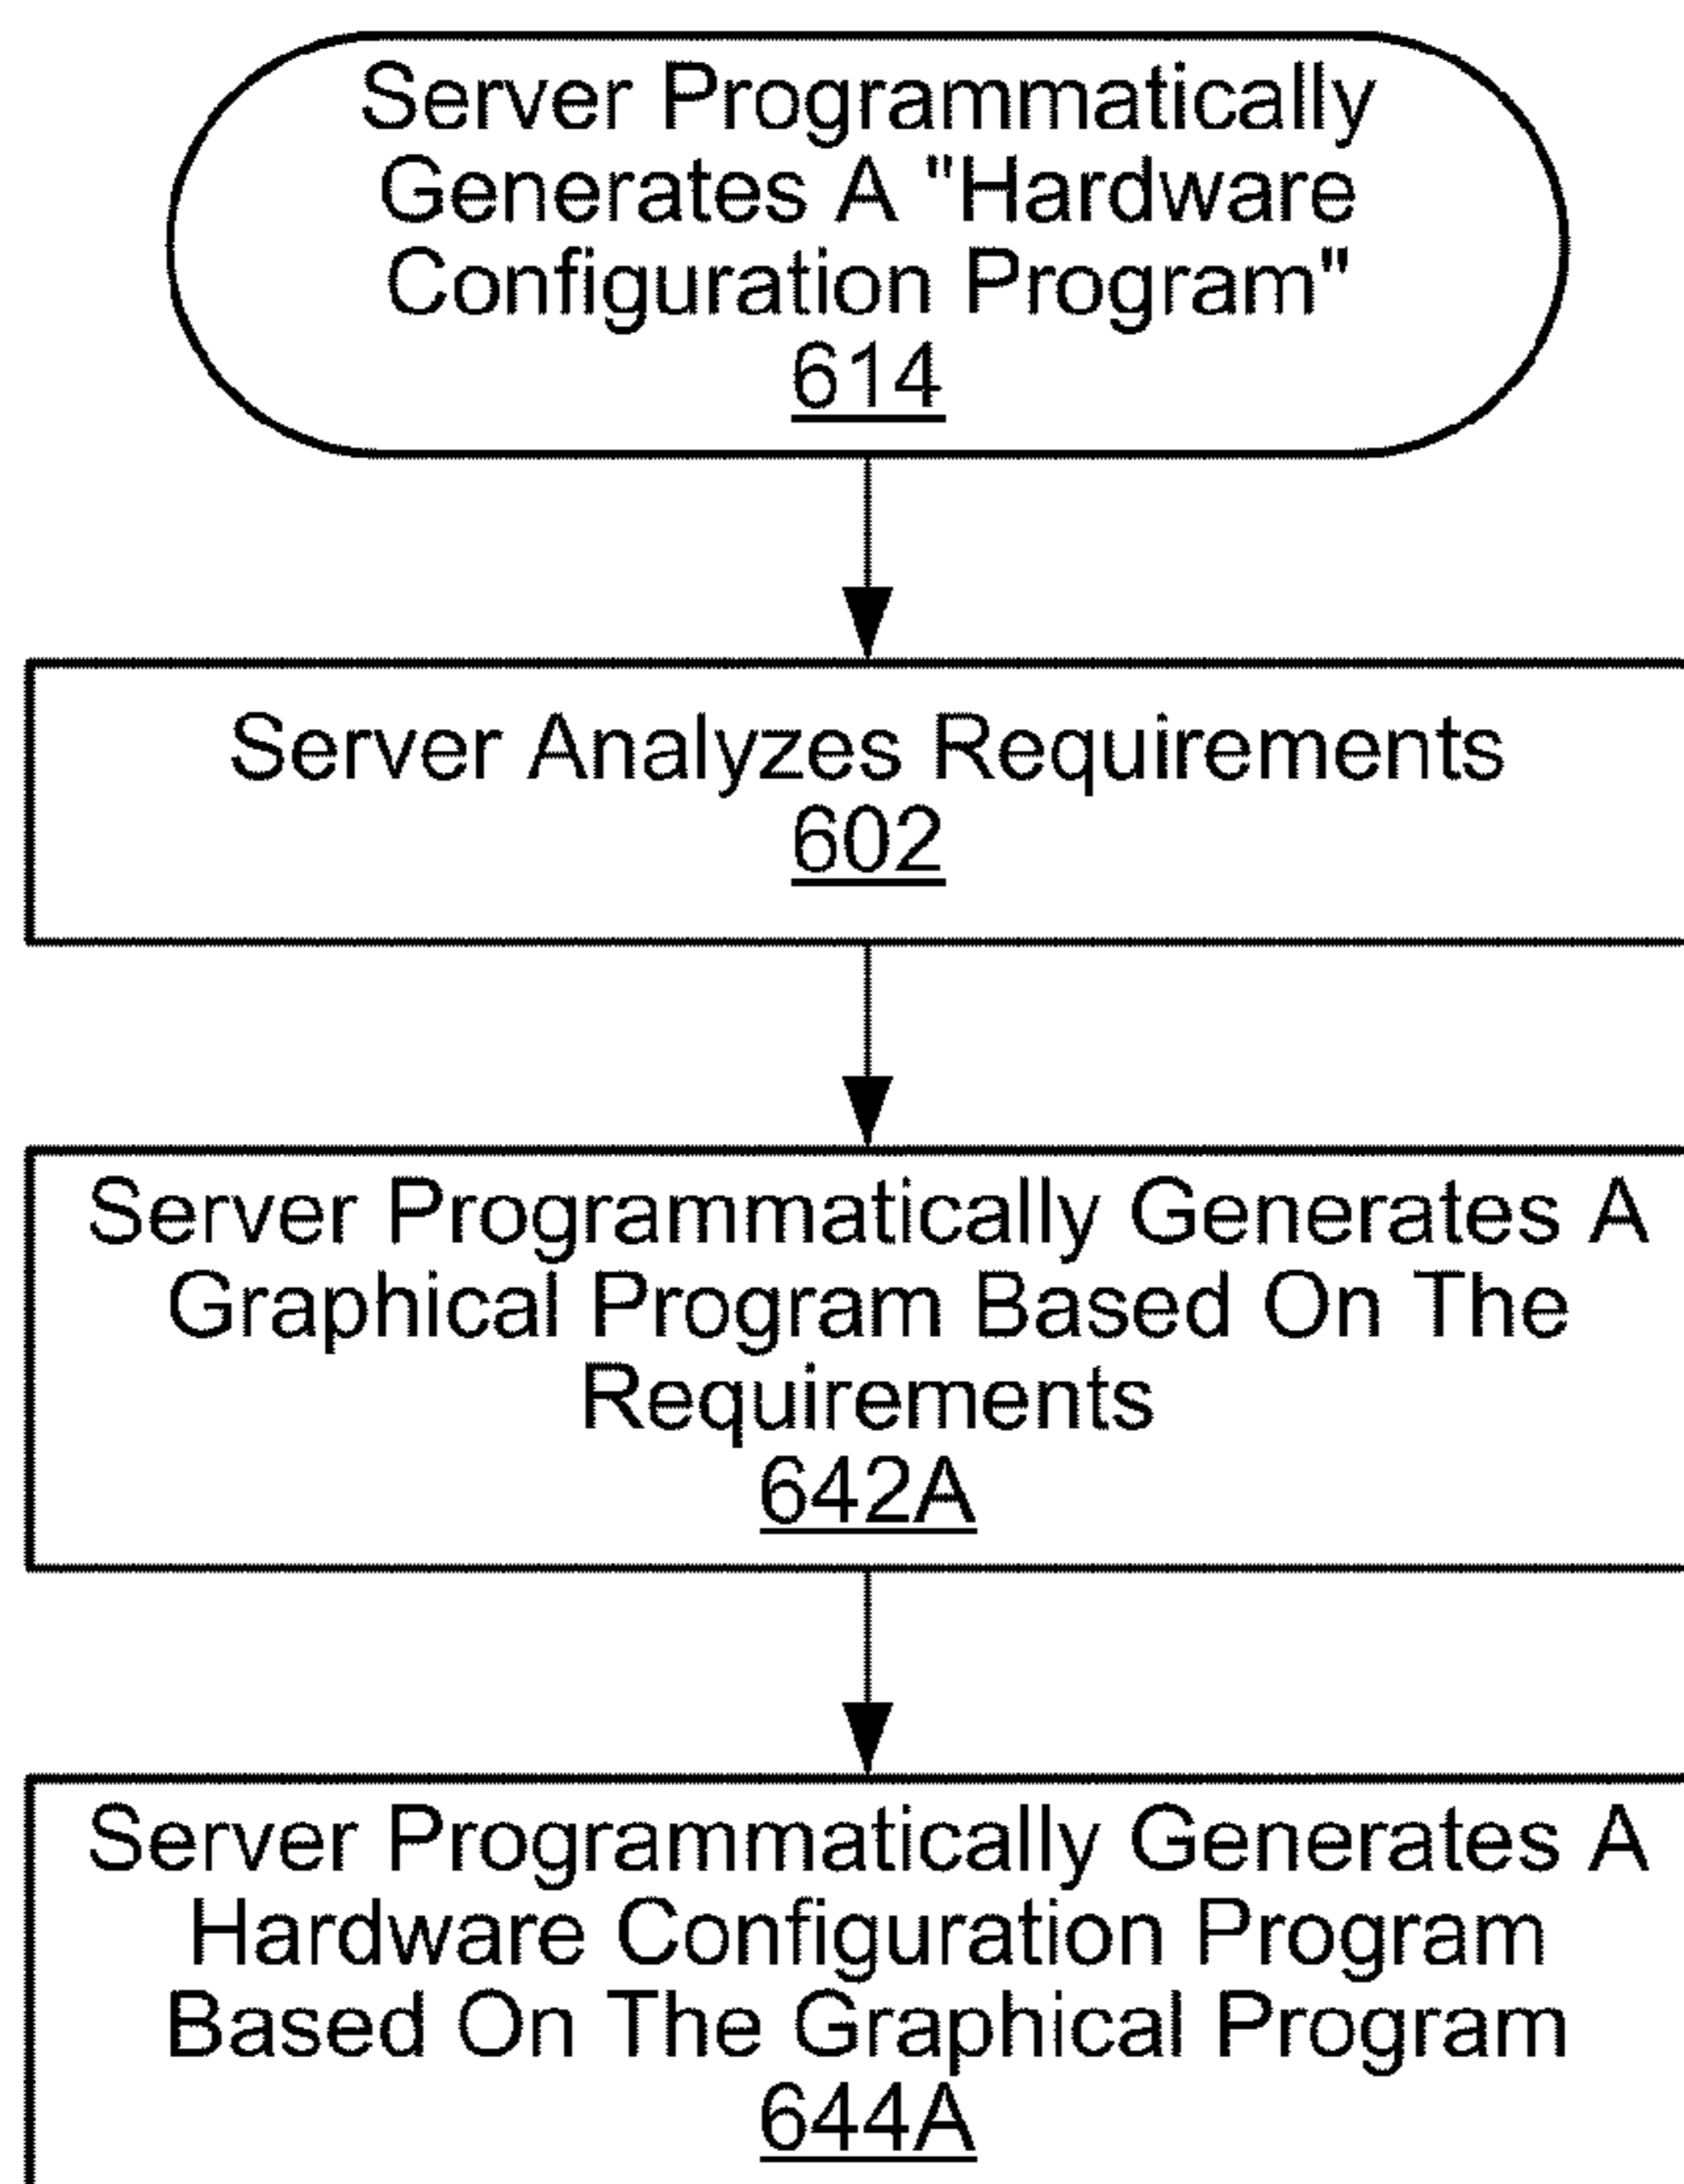 Server Programmatically
Generates A "Hardware
Configuration Program"
614
Server Analyzes Requirements
602
Server Programmatically Generates A
Graphical Program Based On The
Requirements
642A
Server Programmatically Generates A
Hardware Configuration Program
Based On The Graphical Program
644A